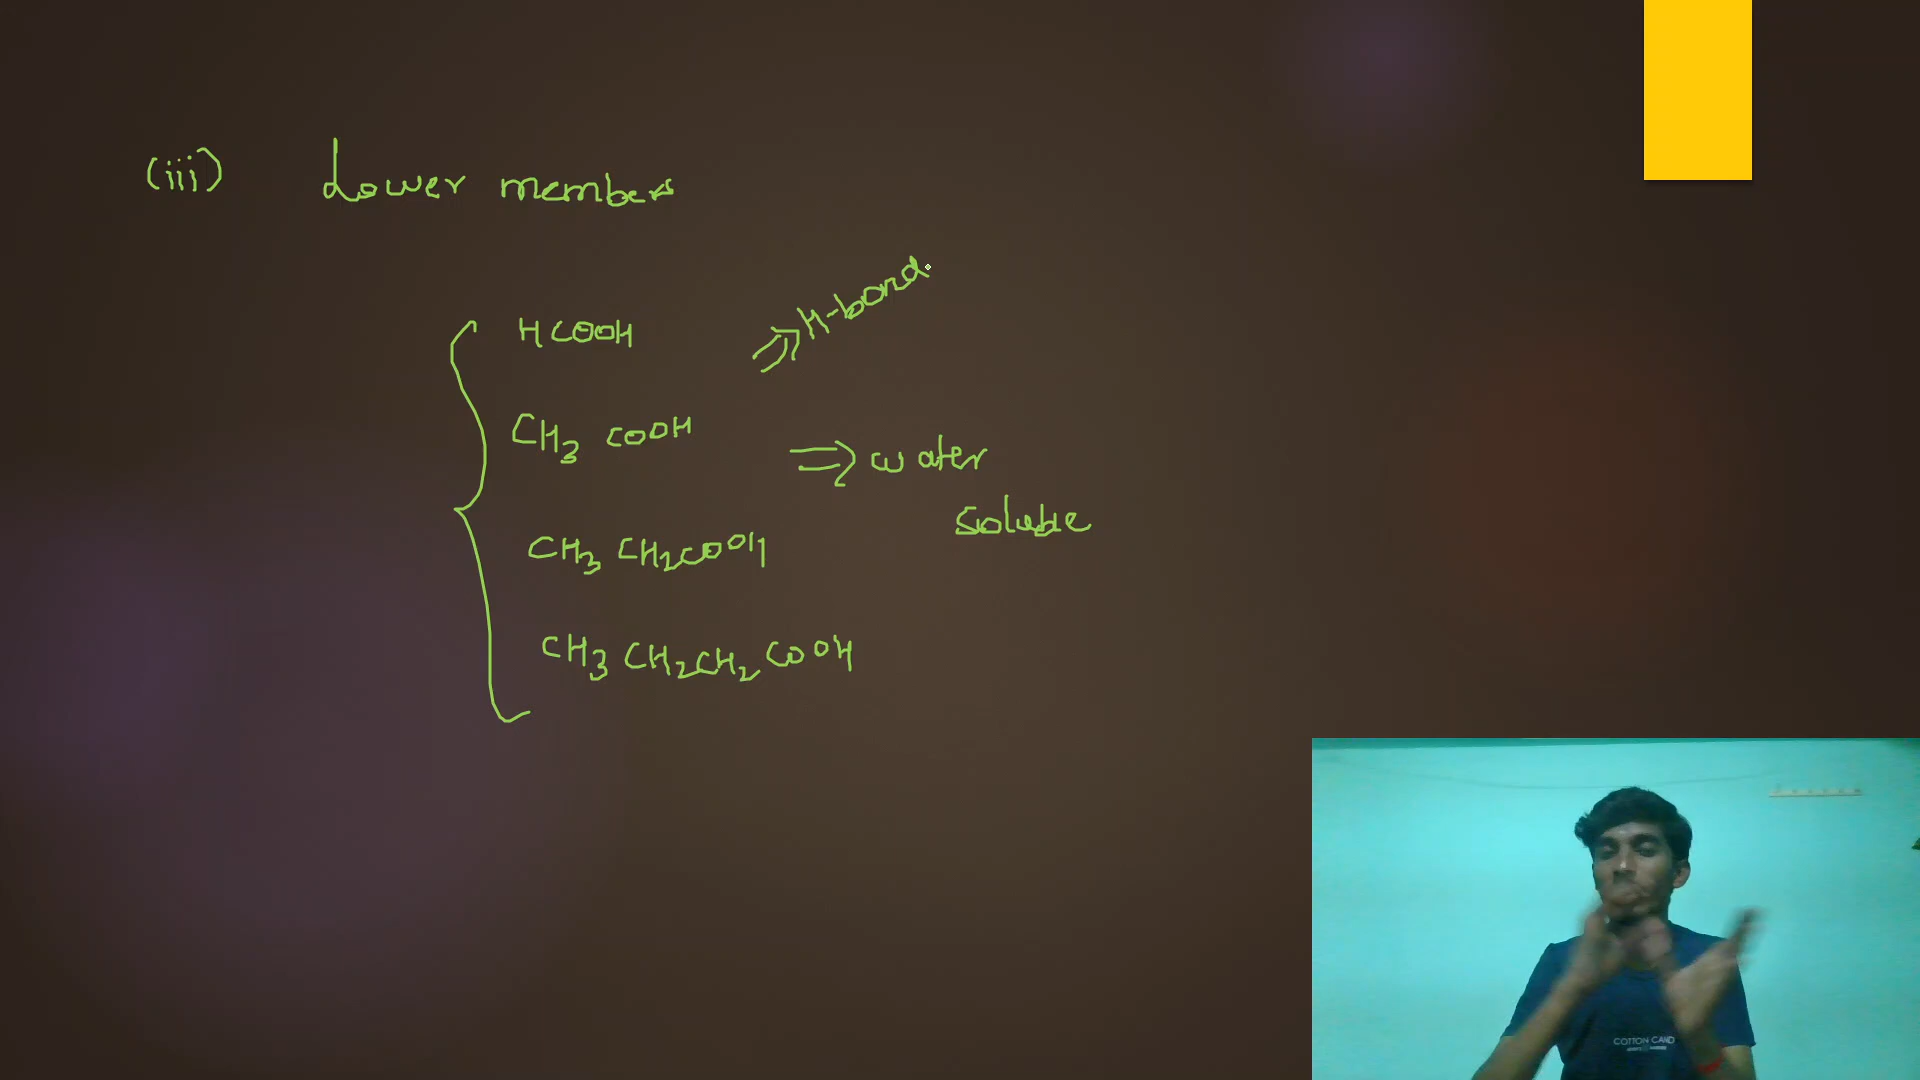 (iii) Lower members
HCOOH
⇒ H-bond
CH3 COOH
⇒ water
soluble
CH3 CH2COOH
CH3 CH2CH2 COOH
COTTON CAND